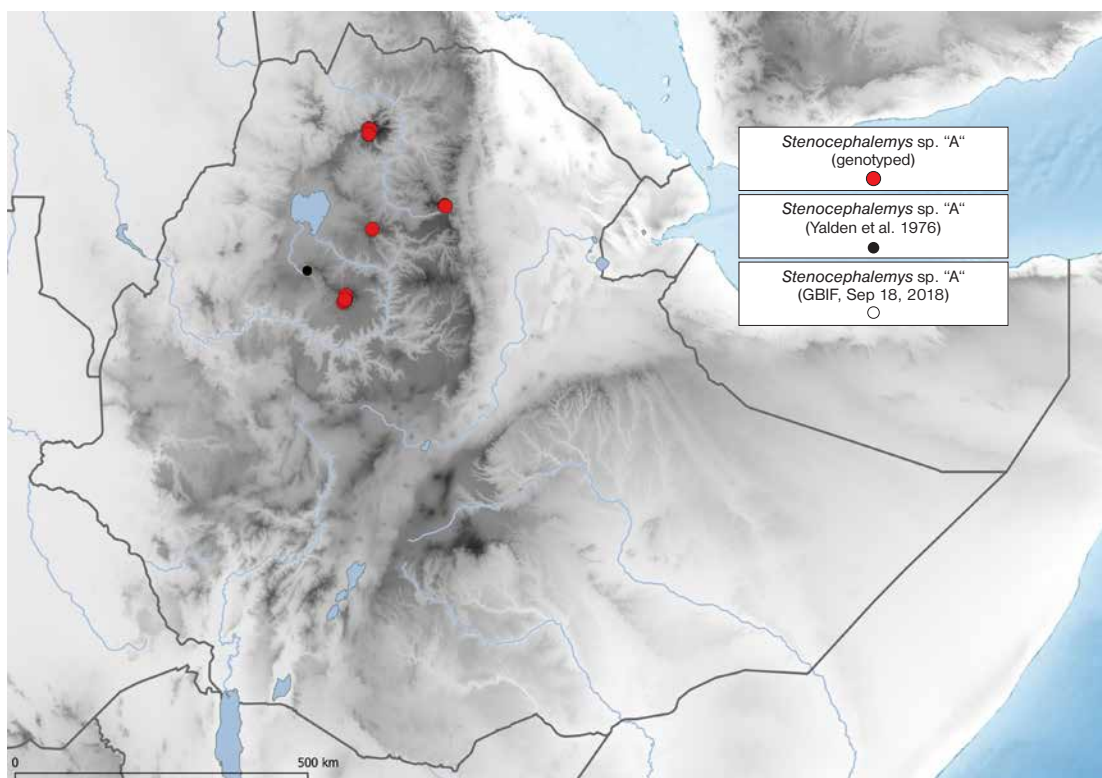 Stenocephalemys sp. “A“
(genotyped)
Stenocephalemys sp. “A“
(Yalden et al. 1976)
Stenocephalemys sp. “A“
(GBIF, Sep 18, 2018)
0 500 km